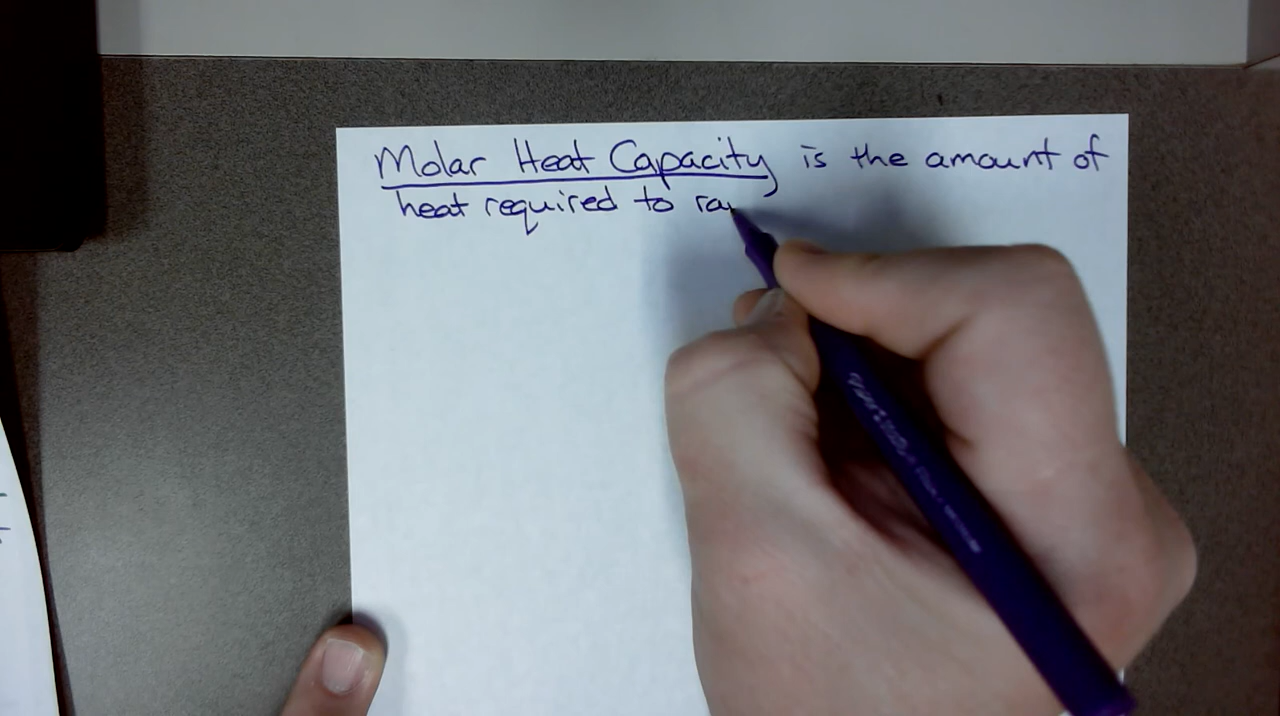 Molar Heat Capacity is the amount of
heat required to